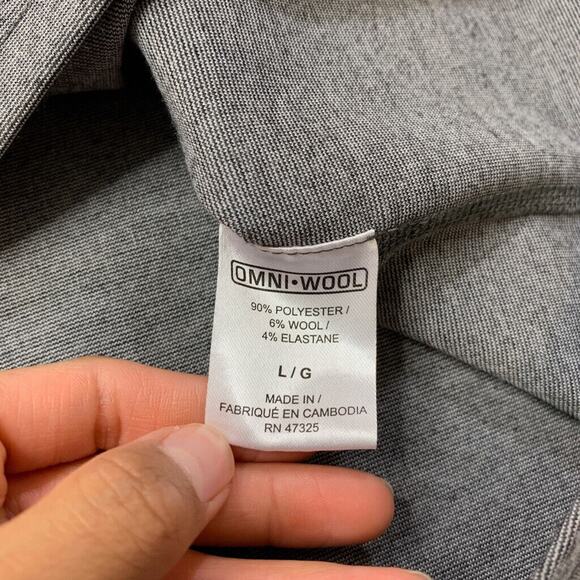 OMNI•WOOL
90% POLYESTER /
6% WOOL /
4% ELASTANE
L / G
MADE IN /
FABRIQUÉ EN CAMBODIA
RN 47325